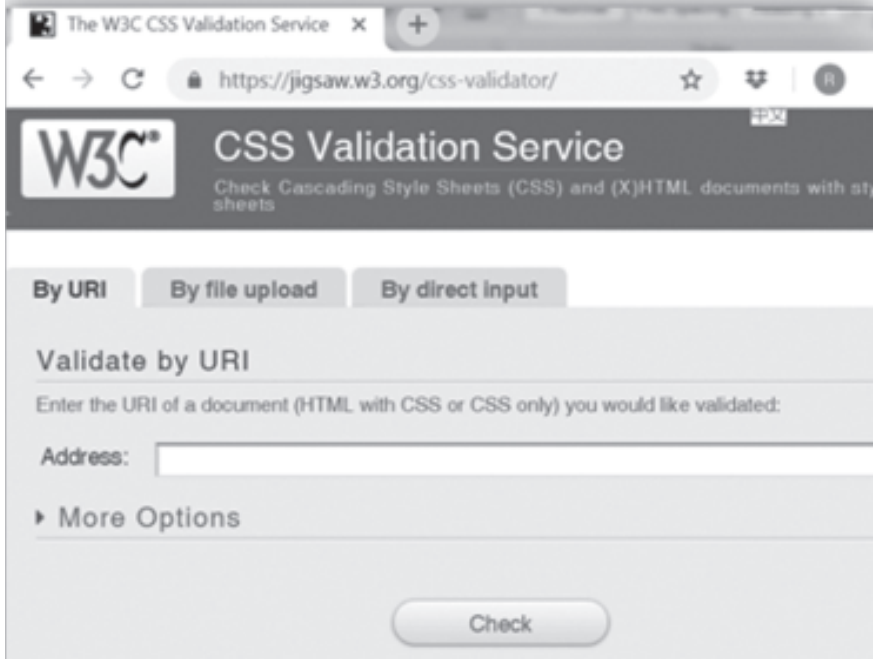 The W3C CSS Validation Service
https://jigsaw.w3.org/css-validator/
R
W3C®
CSS Validation Service
Check Cascading Style Sheets (CSS) and (X)HTML documents with sty
sheets
By URI
By file upload
By direct input
Validate by URI
Enter the URI of a document (HTML with CSS or CSS only) you would like validated:
Address:
More Options
Check